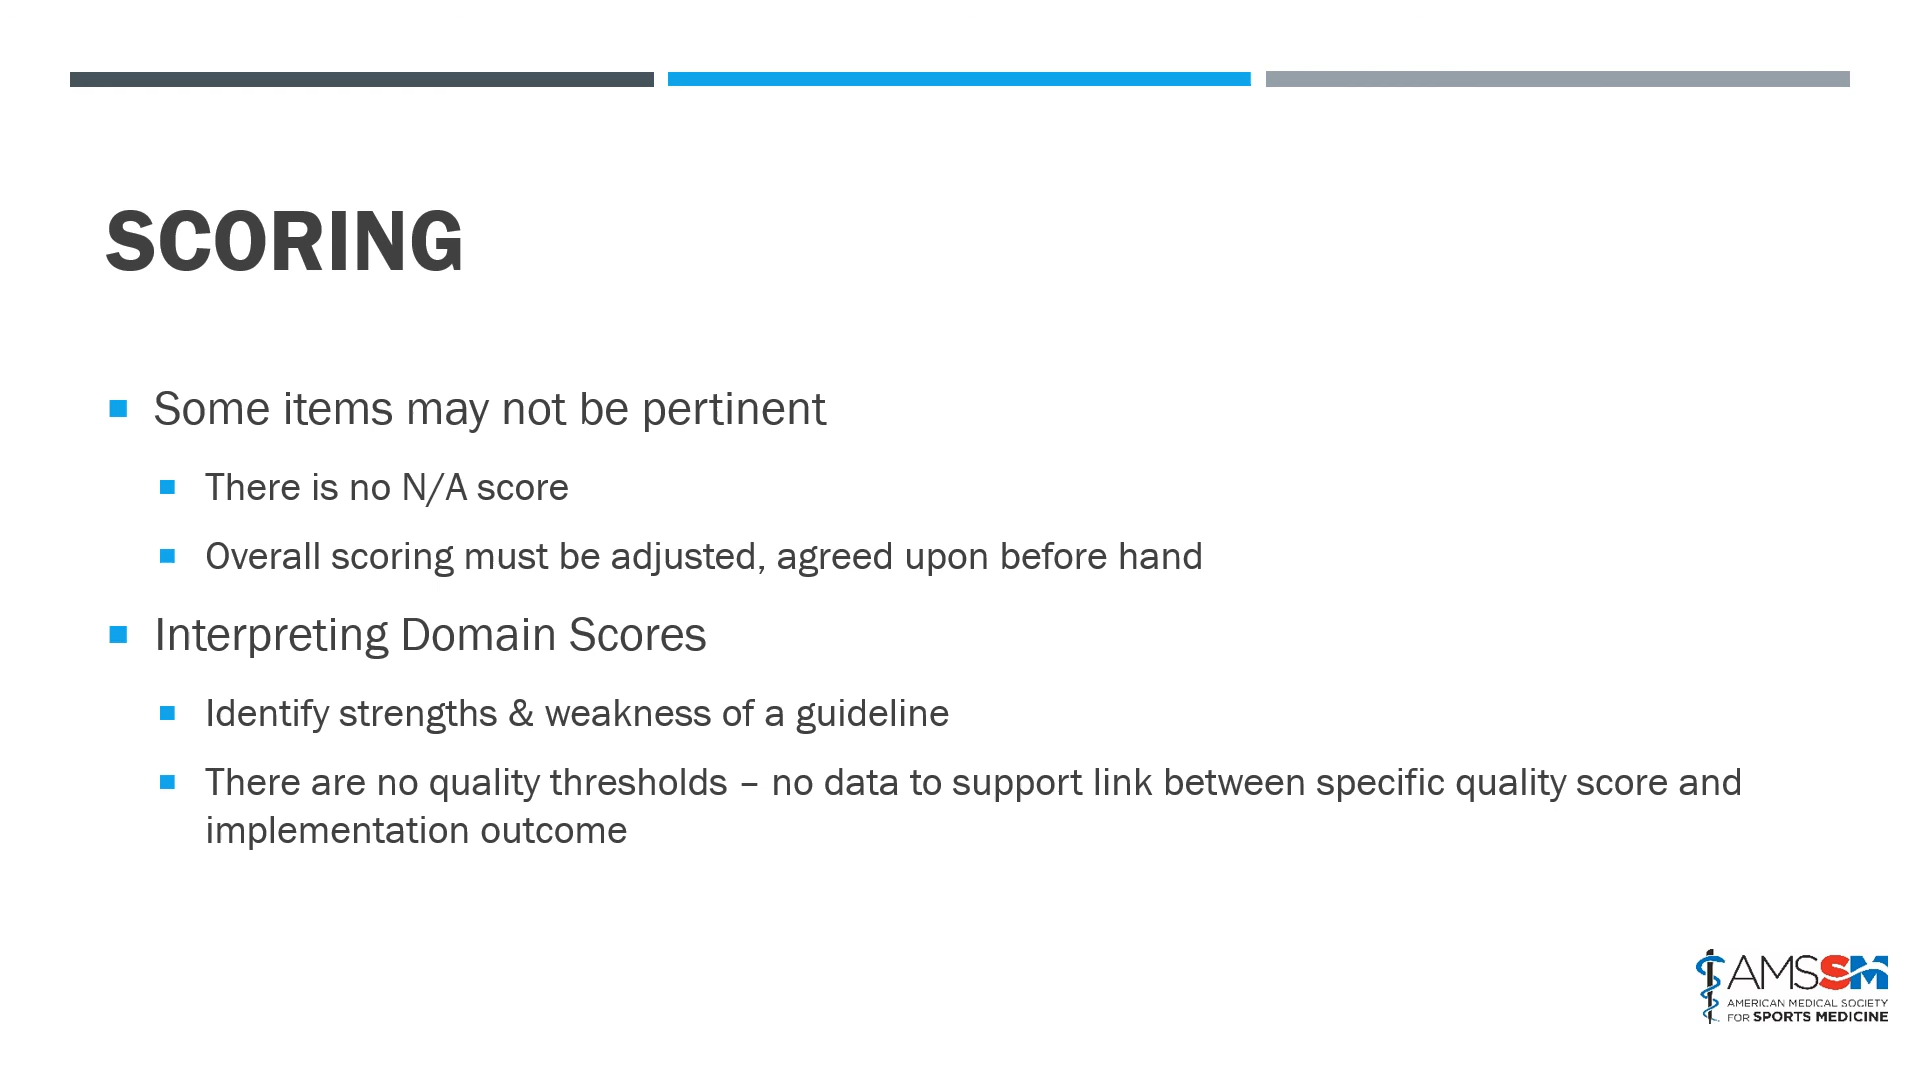 SCORING
Some items may not be pertinent
There is no N/A score
Overall scoring must be adjusted, agreed upon before hand
Interpreting Domain Scores
Identify strengths & weakness of a guideline
There are no quality thresholds – no data to support link between specific quality score and
implementation outcome
AMSSM
AMERICAN MEDICAL SOCIETY
FOR SPORTS MEDICINE